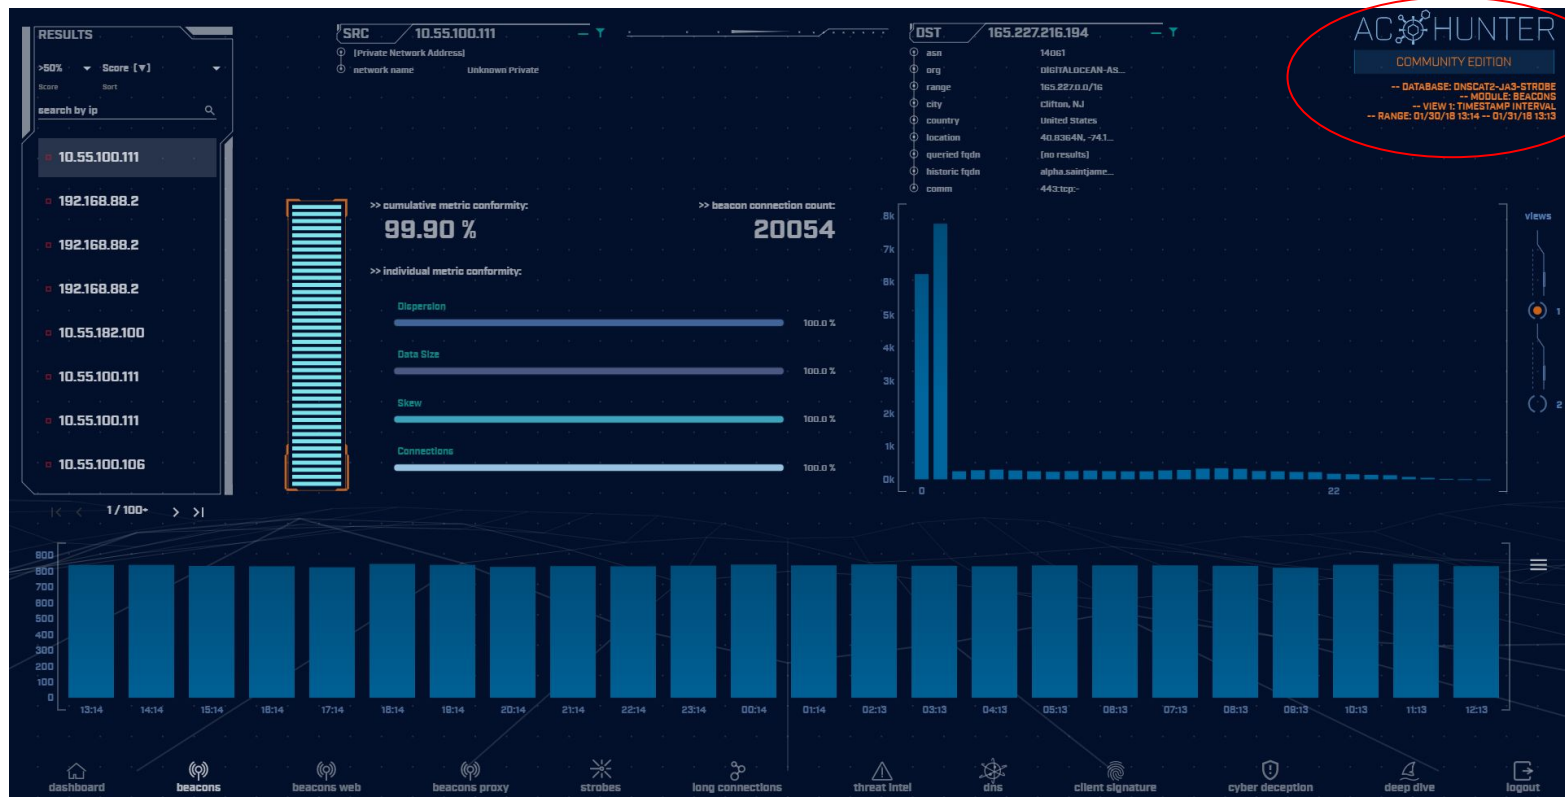 RESULTS
>50% Score [▼]
Score Sort
search by ip
10.55.100.111
192.168.88.2
192.168.88.2
192.168.88.2
10.55.182.100
10.55.100.111
10.55.100.111
10.55.100.106
1 / 100+
SRC 10.55.100.111
[Private Network Address]
network name Unknown Private
DST 165.227.216.194
asn 14061
org DIGITALOCEAN-AS...
range 165.227.0.0/16
city Clifton, NJ
country United States
location 40.8364N, -74.1...
queried fqdn [no results]
historic fqdn alpha.saintjame...
comm 443:tcp:-
AC HUNTER
COMMUNITY EDITION
-- DATABASE: DNSCAT2-JA3-STROBE
-- MODULE: BEACONS
-- VIEW 1: TIMESTAMP INTERVAL
-- RANGE: 01/30/18 13:14 -- 01/31/18 13:13
>> cumulative metric conformity:
99.90 %
>> beacon connection count:
20054
>> individual metric conformity:
Dispersion
100.0 %
Data Size
100.0 %
Skew
100.0 %
Connections
100.0 %
8k
7k
6k
5k
4k
3k
2k
1k
0k
0 22
views
1
2
900
800
700
600
500
400
300
200
100
0
13:14 14:14 15:14 16:14 17:14 18:14 19:14 20:14 21:14 22:14 23:14 00:14 01:14 02:13 03:13 04:13 05:13 06:13 07:13 08:13 09:13 10:13 11:13 12:13
dashboard beacons beacons web beacons proxy strobes long connections threat intel dns client signature cyber deception deep dive logout